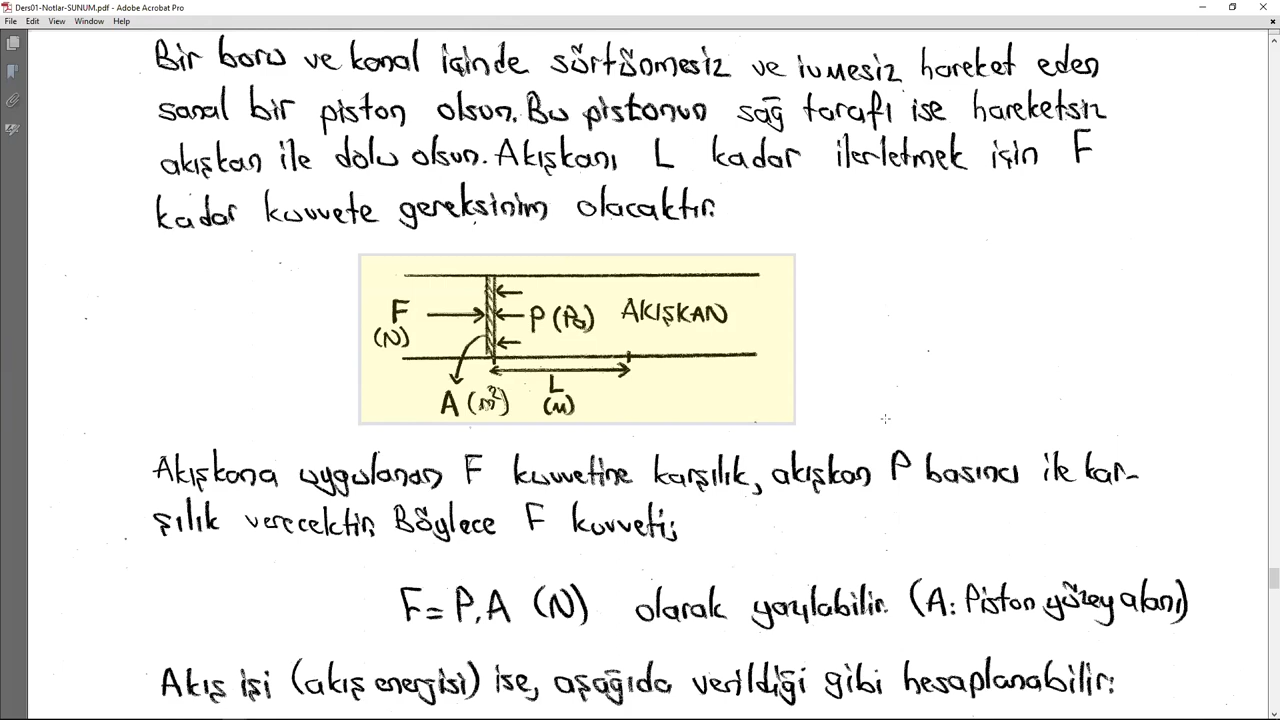 Ders01-Notlar-SUNUM.pdf - Adobe Acrobat Pro
File Edit View Window Help
Bir boru ve kanal içinde sürtünmesiz ve ivmesiz hareket eden
sanal bir piston olsun. Bu pistonun sağ tarafı ise hareketsiz
akışkan ile dolu olsun. Akışkanı L kadar ilerletmek için F
kadar kuvvete gereksinim olacaktır.
F
(N)
P (Pa) AKIŞKAN
A (m²)
L
(m)
Akışkana uygulanan F kuvvetine karşılık, akışkan P basıncı ile kar-
şılık verecektir. Böylece F kuvveti;
F = P.A (N) olarak yazılabilir. (A: Piston yüzey alanı)
Akış işi (akış energisi) ise, aşağıda verildiği gibi hesaplanabilir: